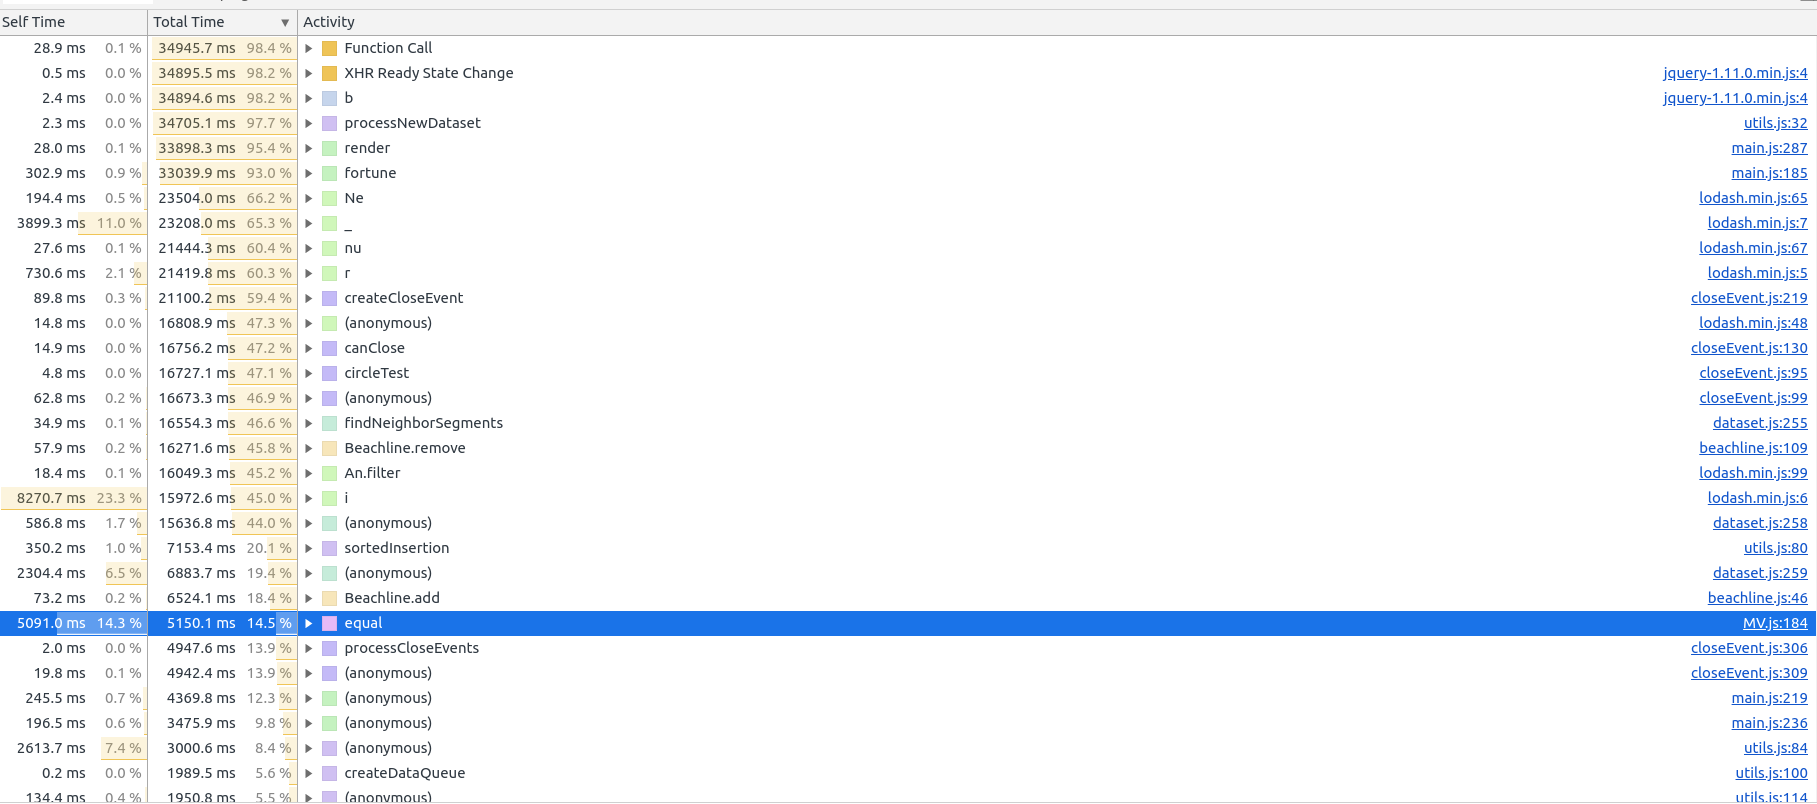 Self Time Total Time ▼ Activity
28.9 ms 0.1 % 34945.7 ms 98.4 % Function Call
0.5 ms 0.0 % 34895.5 ms 98.2 % XHR Ready State Change jquery-1.11.0.min.js:4
2.4 ms 0.0 % 34894.6 ms 98.2 % b jquery-1.11.0.min.js:4
2.3 ms 0.0 % 34705.1 ms 97.7 % processNewDataset utils.js:32
28.0 ms 0.1 % 33898.3 ms 95.4 % render main.js:287
302.9 ms 0.9 % 33039.9 ms 93.0 % fortune main.js:185
194.4 ms 0.5 % 23504.0 ms 66.2 % Ne lodash.min.js:65
3899.3 ms 11.0 % 23208.0 ms 65.3 % _ lodash.min.js:7
27.6 ms 0.1 % 21444.3 ms 60.4 % nu lodash.min.js:67
730.6 ms 2.1 % 21419.8 ms 60.3 % r lodash.min.js:5
89.8 ms 0.3 % 21100.2 ms 59.4 % createCloseEvent closeEvent.js:219
14.8 ms 0.0 % 16808.9 ms 47.3 % (anonymous) lodash.min.js:48
14.9 ms 0.0 % 16756.2 ms 47.2 % canClose closeEvent.js:130
4.8 ms 0.0 % 16727.1 ms 47.1 % circleTest closeEvent.js:95
62.8 ms 0.2 % 16673.3 ms 46.9 % (anonymous) closeEvent.js:99
34.9 ms 0.1 % 16554.3 ms 46.6 % findNeighborSegments dataset.js:255
57.9 ms 0.2 % 16271.6 ms 45.8 % Beachline.remove beachline.js:109
18.4 ms 0.1 % 16049.3 ms 45.2 % An.filter lodash.min.js:99
8270.7 ms 23.3 % 15972.6 ms 45.0 % i lodash.min.js:6
586.8 ms 1.7 % 15636.8 ms 44.0 % (anonymous) dataset.js:258
350.2 ms 1.0 % 7153.4 ms 20.1 % sortedInsertion utils.js:80
2304.4 ms 6.5 % 6883.7 ms 19.4 % (anonymous) dataset.js:259
73.2 ms 0.2 % 6524.1 ms 18.4 % Beachline.add beachline.js:46
5091.0 ms 14.3 % 5150.1 ms 14.5 % equal MV.js:184
2.0 ms 0.0 % 4947.6 ms 13.9 % processCloseEvents closeEvent.js:306
19.8 ms 0.1 % 4942.4 ms 13.9 % (anonymous) closeEvent.js:309
245.5 ms 0.7 % 4369.8 ms 12.3 % (anonymous) main.js:219
196.5 ms 0.6 % 3475.9 ms 9.8 % (anonymous) main.js:236
2613.7 ms 7.4 % 3000.6 ms 8.4 % (anonymous) utils.js:84
0.2 ms 0.0 % 1989.5 ms 5.6 % createDataQueue utils.js:100
134.4 ms 0.4 % 1950.8 ms 5.5 % (anonymous) utils.js:114